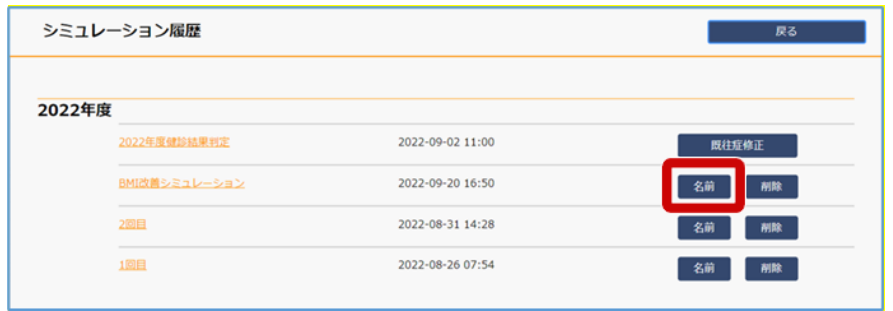 シミュレーション履歴 戻る
2022年度
2022年度健診結果判定 2022-09-02 11:00 既往症修正
BMI改善シミュレーション 2022-09-20 16:50 名前 削除
2回目 2022-08-31 14:28 名前 削除
1回目 2022-08-26 07:54 名前 削除